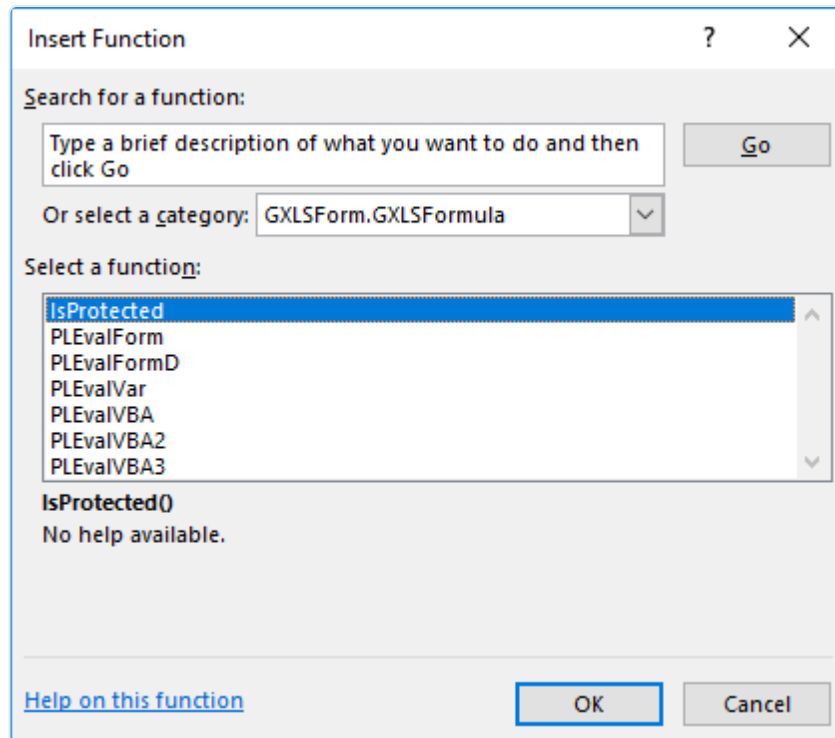 Insert Function
?
Search for a function:
Type a brief description of what you want to do and then
click Go
Go
Or select a category: GXLSForm.GXLSFormula
Select a function:
IsProtected
PLEvalForm
PLEvalFormD
PLEvalVar
PLEvalVBA
PLEvalVBA2
PLEvalVBA3
IsProtected()
No help available.
Help on this function
OK
Cancel